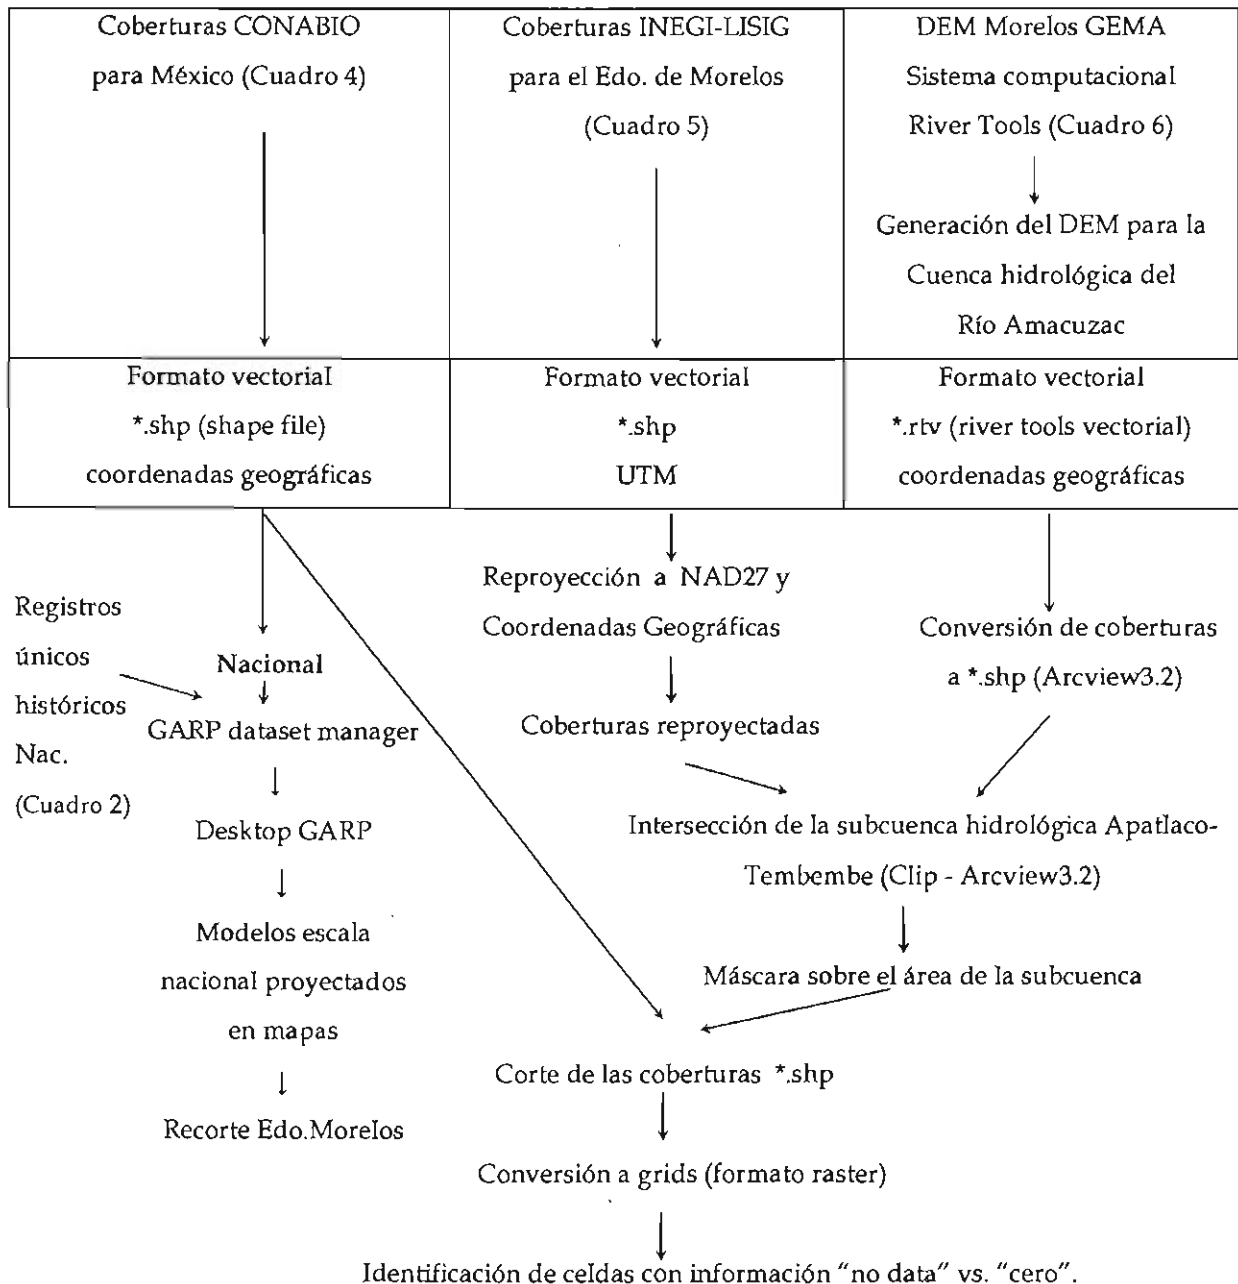 Coberturas CONABIO
para México (Cuadro 4)
Coberturas INEGI-LISIG
para el Edo. de Morelos
(Cuadro 5)
DEM Morelos GEMA
Sistema computacional
River Tools (Cuadro 6)
Generación del DEM para la
Cuenca hidrológica del
Río Amacuzac
Formato vectorial
*.shp (shape file)
coordenadas geográficas
Formato vectorial
*.shp
UTM
Formato vectorial
*.rtv (river tools vectorial)
coordenadas geográficas
Registros
únicos
históricos
Nac.
(Cuadro 2)
Nacional
GARP dataset manager
Desktop GARP
Modelos escala
nacional proyectados
en mapas
Recorte Edo.Morelos
Reproyección a NAD27 y
Coordenadas Geográficas
Coberturas reproyectadas
Conversión de coberturas
a *.shp (Arcview3.2)
Intersección de la subcuenca hidrológica Apatlaco-
Tembembe (Clip - Arcview3.2)
Máscara sobre el área de la subcuenca
Corte de las coberturas *.shp
Conversión a grids (formato raster)
Identificación de celdas con información "no data" vs. "cero".